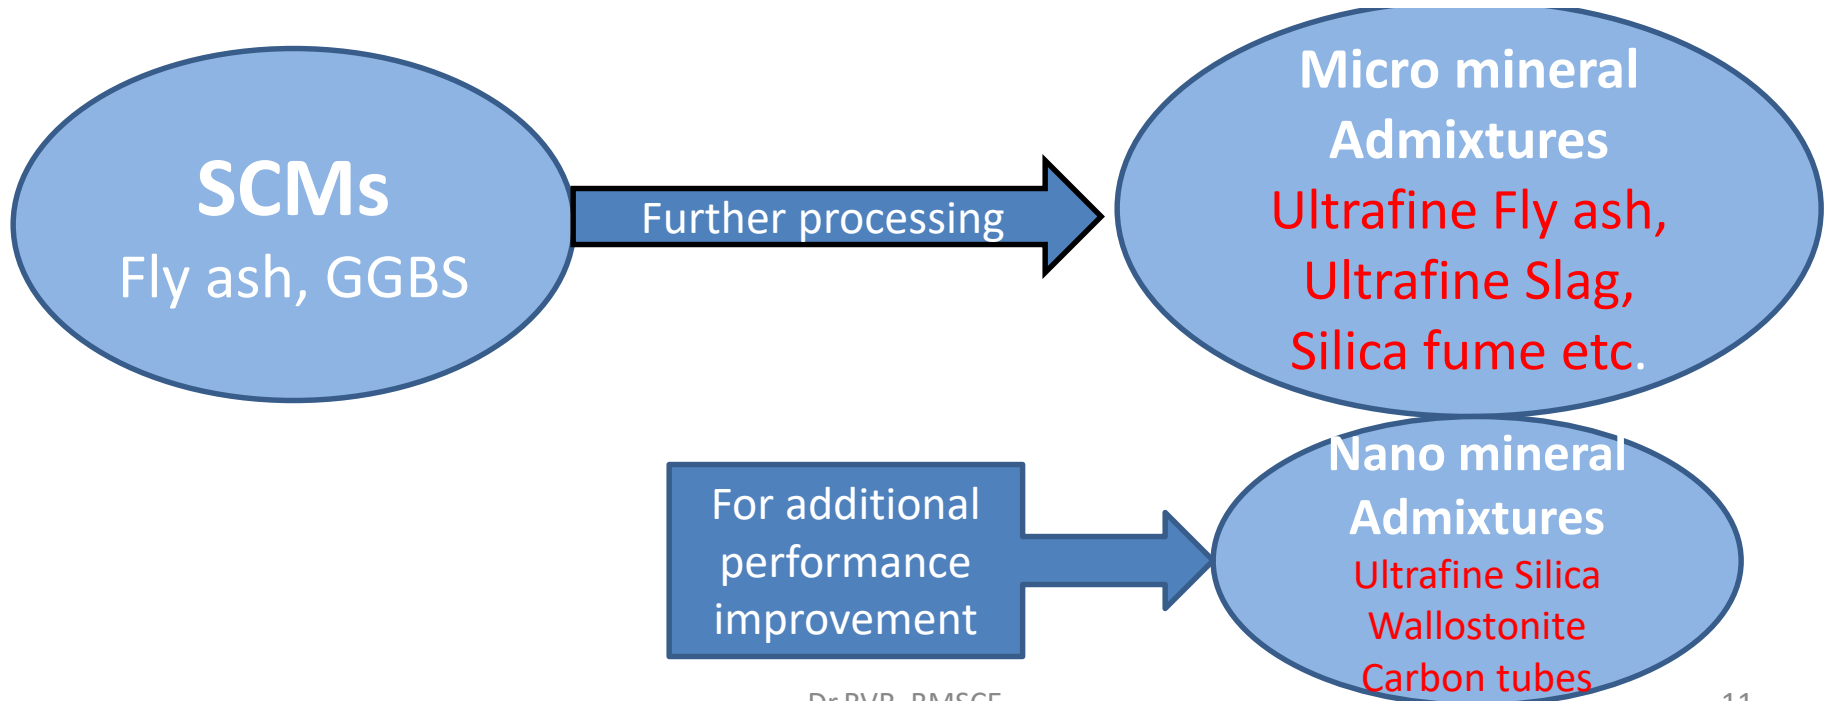 SCMs
Fly ash, GGBS
Further processing
Micro mineral
Admixtures
Ultrafine Fly ash,
Ultrafine Slag,
Silica fume etc.
For additional
performance
improvement
Nano mineral
Admixtures
Ultrafine Silica
Wallostonite
Carbon tubes
11